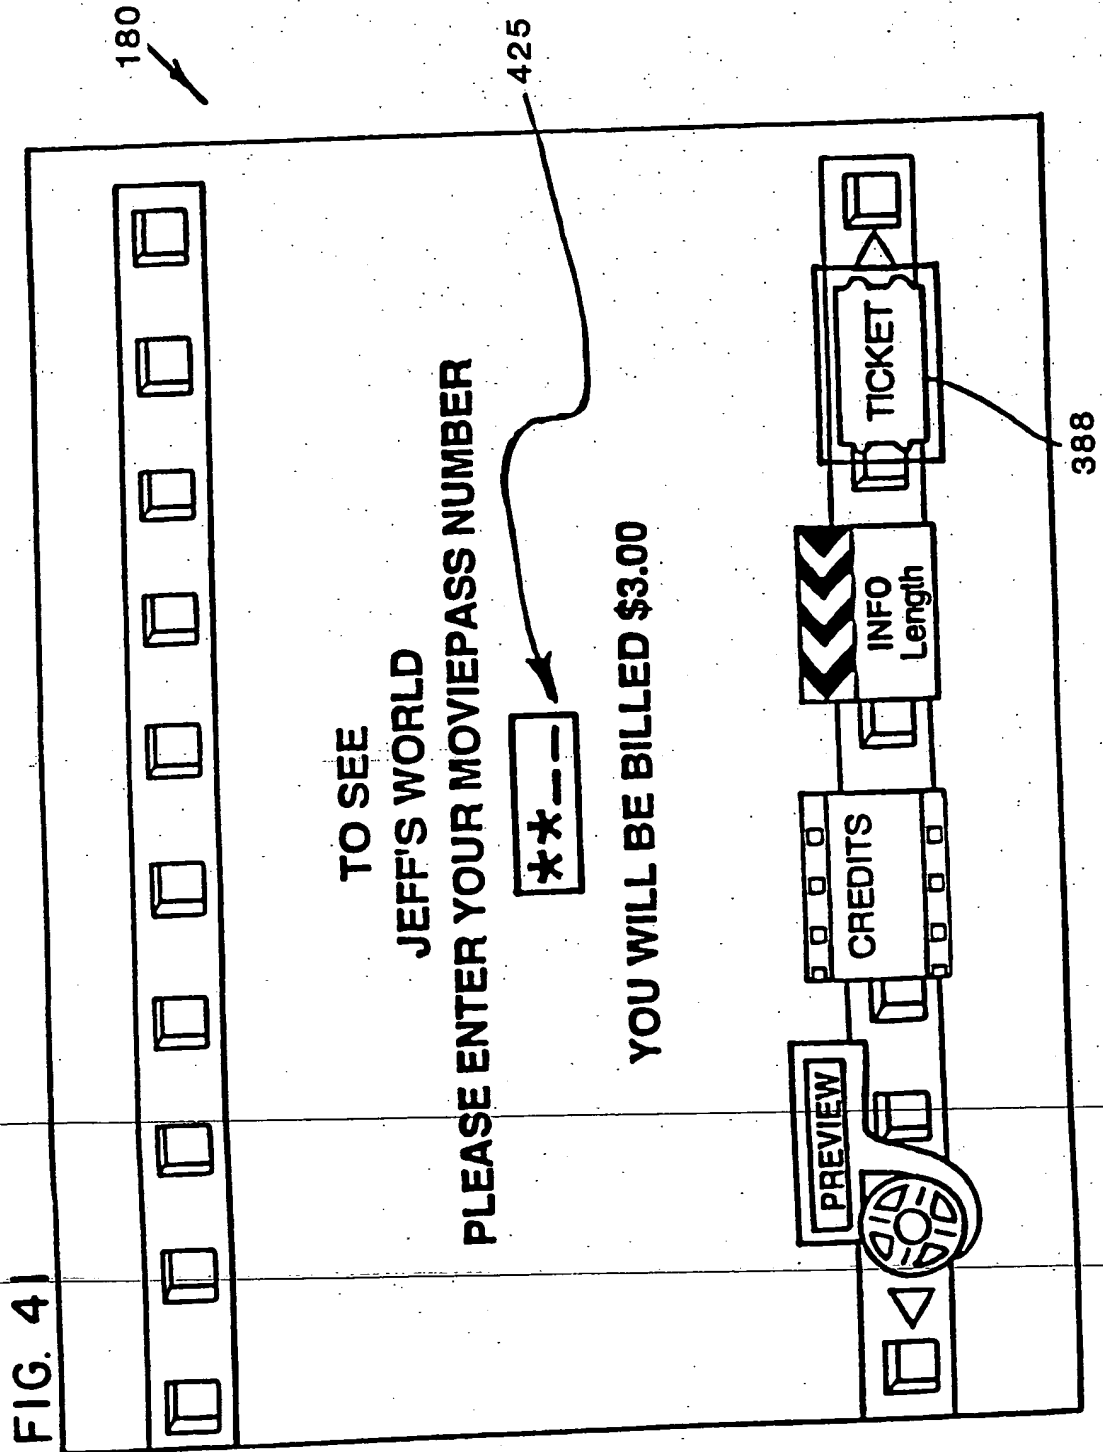 FIG. 41
180
TO SEE
JEFF'S WORLD
PLEASE ENTER YOUR MOVIEPASS NUMBER
**--
425
YOU WILL BE BILLED $3.00
PREVIEW
CREDITS
INFO
Length
TICKET
388